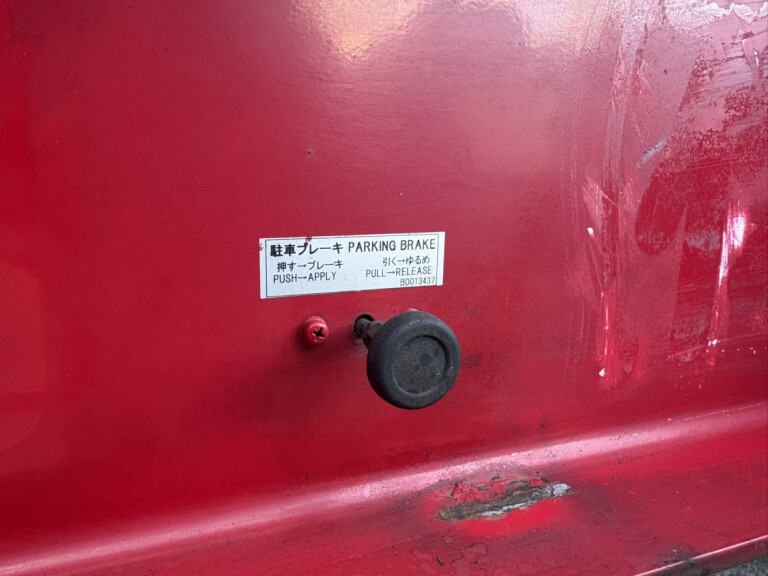 駐車ブレーキ PARKING BRAKE
押す→ブレーキ 引く→ゆるめ
PUSH→APPLY PULL→RELEASE
BD013437